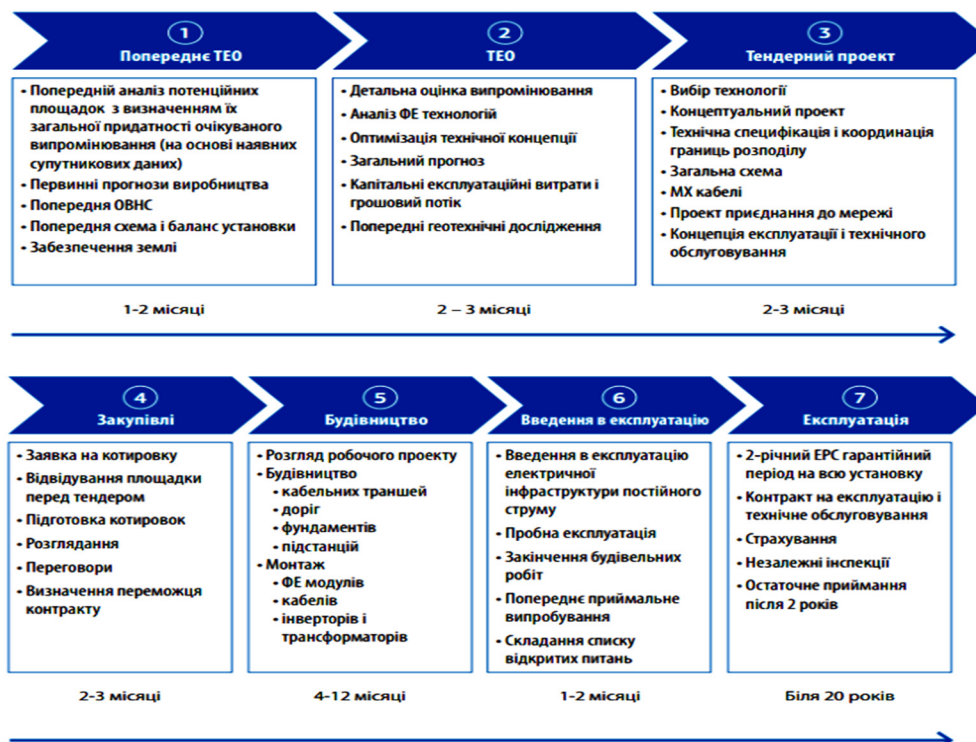 1
Попереднє ТЕО
• Попередній аналіз потенційних
площадок з визначенням їх
загальної придатності очікуваного
випромінювання (на основі наявних
супутникових даних)
• Первинні прогнози виробництва
• Попередня ОВНС
• Попередня схема і баланс установки
• Забезпечення землі
1-2 місяці
2
ТЕО
• Детальна оцінка випромінювання
• Аналіз ФЕ технологій
• Оптимізація технічної концепції
• Загальний прогноз
• Капітальні експлуатаційні витрати і
грошовий потік
• Попередні геотехнічні дослідження
2 – 3 місяці
3
Тендерний проект
• Вибір технології
• Концептуальний проект
• Технічна специфікація і координація
границь розподілу
• Загальна схема
• МХ кабелі
• Проект приєднання до мережі
• Концепція експлуатації і технічного
обслуговування
2-3 місяці
4
Закупівлі
• Заявка на котировку
• Відвідування площадки
перед тендером
• Підготовка котировок
• Розглядання
• Переговори
• Визначення переможця
контракту
2-3 місяці
5
Будівництво
• Розгляд робочого проекту
• Будівництво
• кабельних траншей
• доріг
• фундаментів
• підстанцій
• Монтаж
• ФЕ модулів
• кабелів
• інверторів і
трансформаторів
4-12 місяці
6
Введення в експлуатацію
• Введення в експлуатацію
електричної
інфраструктури постійного
струму
• Пробна експлуатація
• Закінчення будівельних
робіт
• Попереднє приймальне
випробування
• Складання списку
відкритих питань
1-2 місяці
7
Експлуатація
• 2-річний EPC гарантійний
період на всю установку
• Контракт на експлуатацію і
технічне обслуговування
• Страхування
• Незалежні інспекції
• Остаточне приймання
після 2 років
Біля 20 років